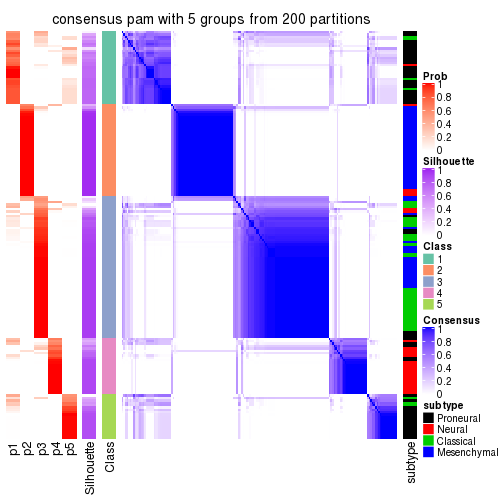 consensus pam with 5 groups from 200 partitions
Prob
1
0.8
0.6
0.4
0.2
0
Silhouette
1
0.8
0.6
0.4
0.2
0
Class
1
2
3
4
5
Consensus
1
0.8
0.6
0.4
0.2
0
subtype
Proneural
Neural
Classical
Mesenchymal
p1
p2
p3
p4
p5
Silhouette
Class
subtype